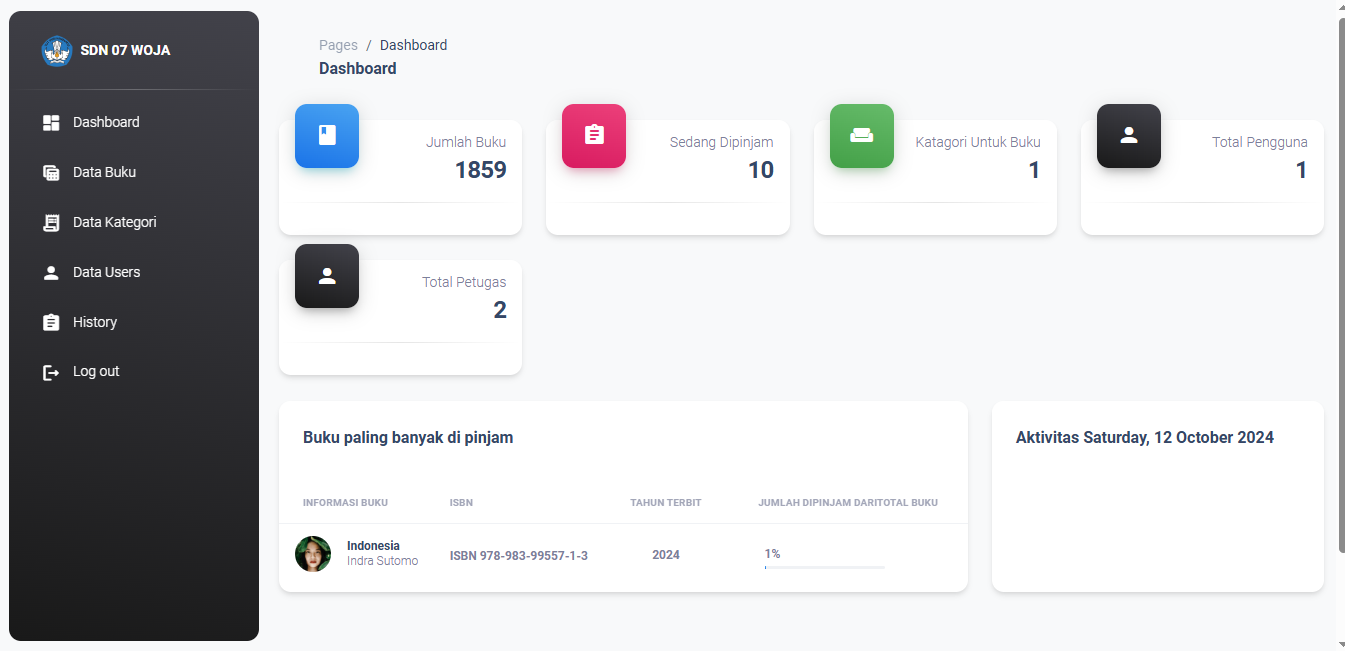 SDN 07 WOJA
Dashboard
Data Buku
Data Kategori
Data Users
History
Log out
Pages / Dashboard
Dashboard
Jumlah Buku
1859
Sedang Dipinjam
10
Katagori Untuk Buku
1
Total Pengguna
1
Total Petugas
2
Buku paling banyak di pinjam
INFORMASI BUKU ISBN TAHUN TERBIT JUMLAH DIPINJAM DARITOTAL BUKU
Indonesia
Indra Sutomo
ISBN 978-983-99557-1-3
2024
1%
Aktivitas Saturday, 12 October 2024